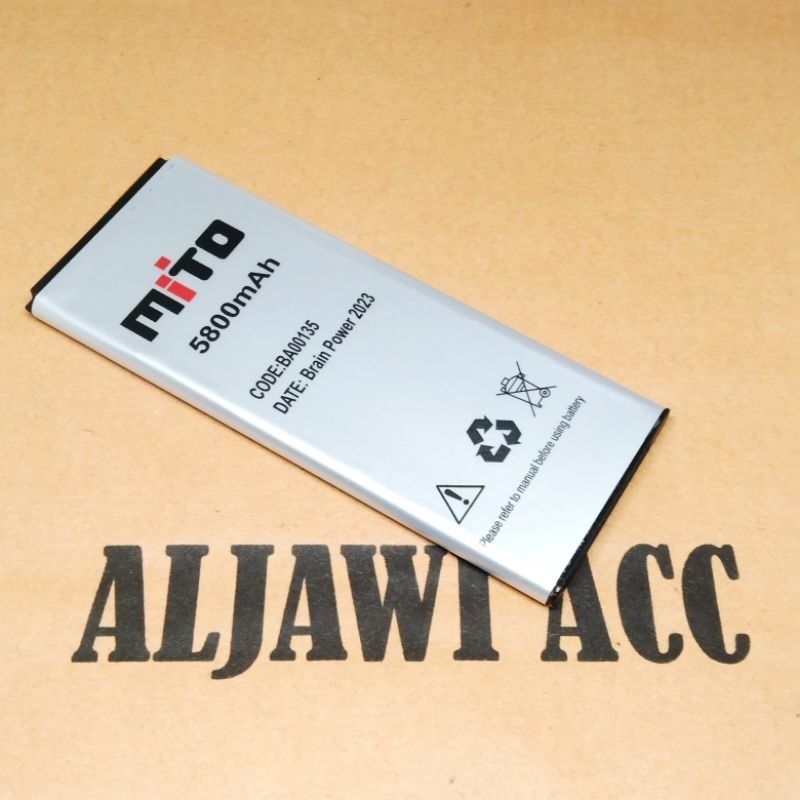 MiTO
5800mAh
CODE:BA00135
DATE: Brain Power 2023
Please refer to manual before using battery
ALJAWI ACC